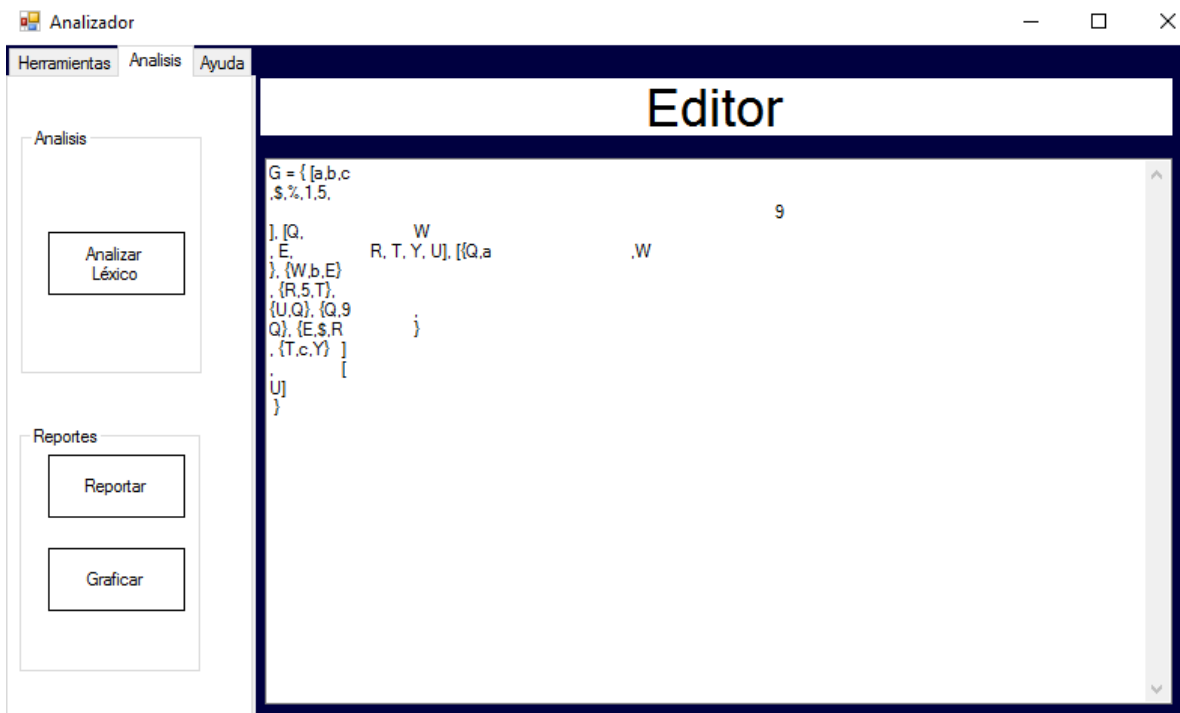 Analizador
Herramientas Analisis Ayuda
Editor
Analisis
Analizar
Léxico
Reportes
Reportar
Graficar
G = { [a,b,c
,$,%,1,5,
9
], [Q, W
, E, R, T, Y, U], [{Q,a ,W
}, {W,b,E}
, {R,5,T},
{U,Q}, {Q,9 ,
Q}, {E,$,R }
, {T,c,Y} ]
, [
U]
}